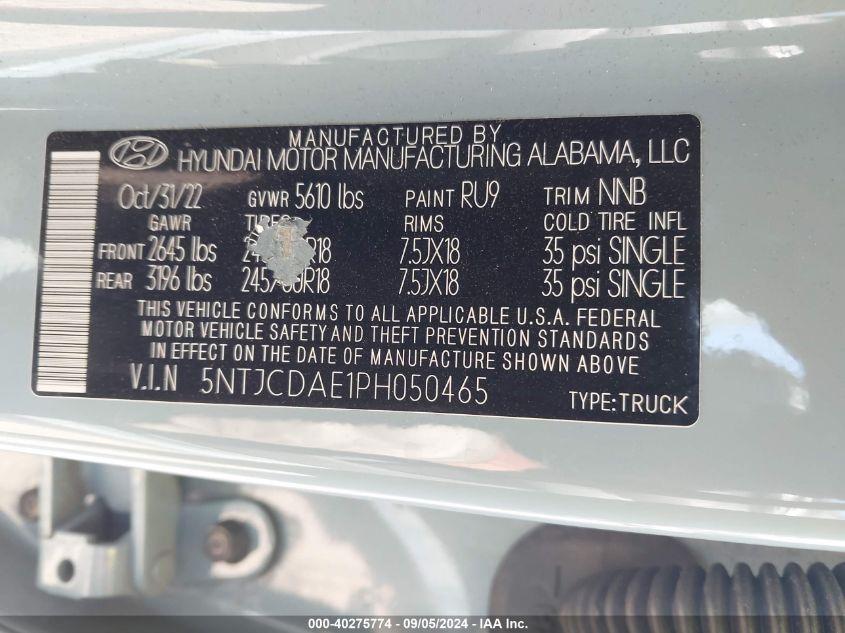 MANUFACTURED BY
HYUNDAI MOTOR MANUFACTURING ALABAMA, LLC
Oct/31/22 GVWR 5610 lbs PAINT RU9 TRIM NNB
GAWR TIRES RIMS COLD TIRE INFL
FRONT 2645 lbs 7.5JX18 35 psi SINGLE
REAR 3196 lbs 7.5JX18 35 psi SINGLE
THIS VEHICLE CONFORMS TO ALL APPLICABLE U.S.A. FEDERAL
MOTOR VEHICLE SAFETY AND THEFT PREVENTION STANDARDS
IN EFFECT ON THE DATE OF MANUFACTURE SHOWN ABOVE
V.I.N 5NTJCDAE1PH050465 TYPE:TRUCK
000-40275774 - 09/05/2024 - IAA Inc.